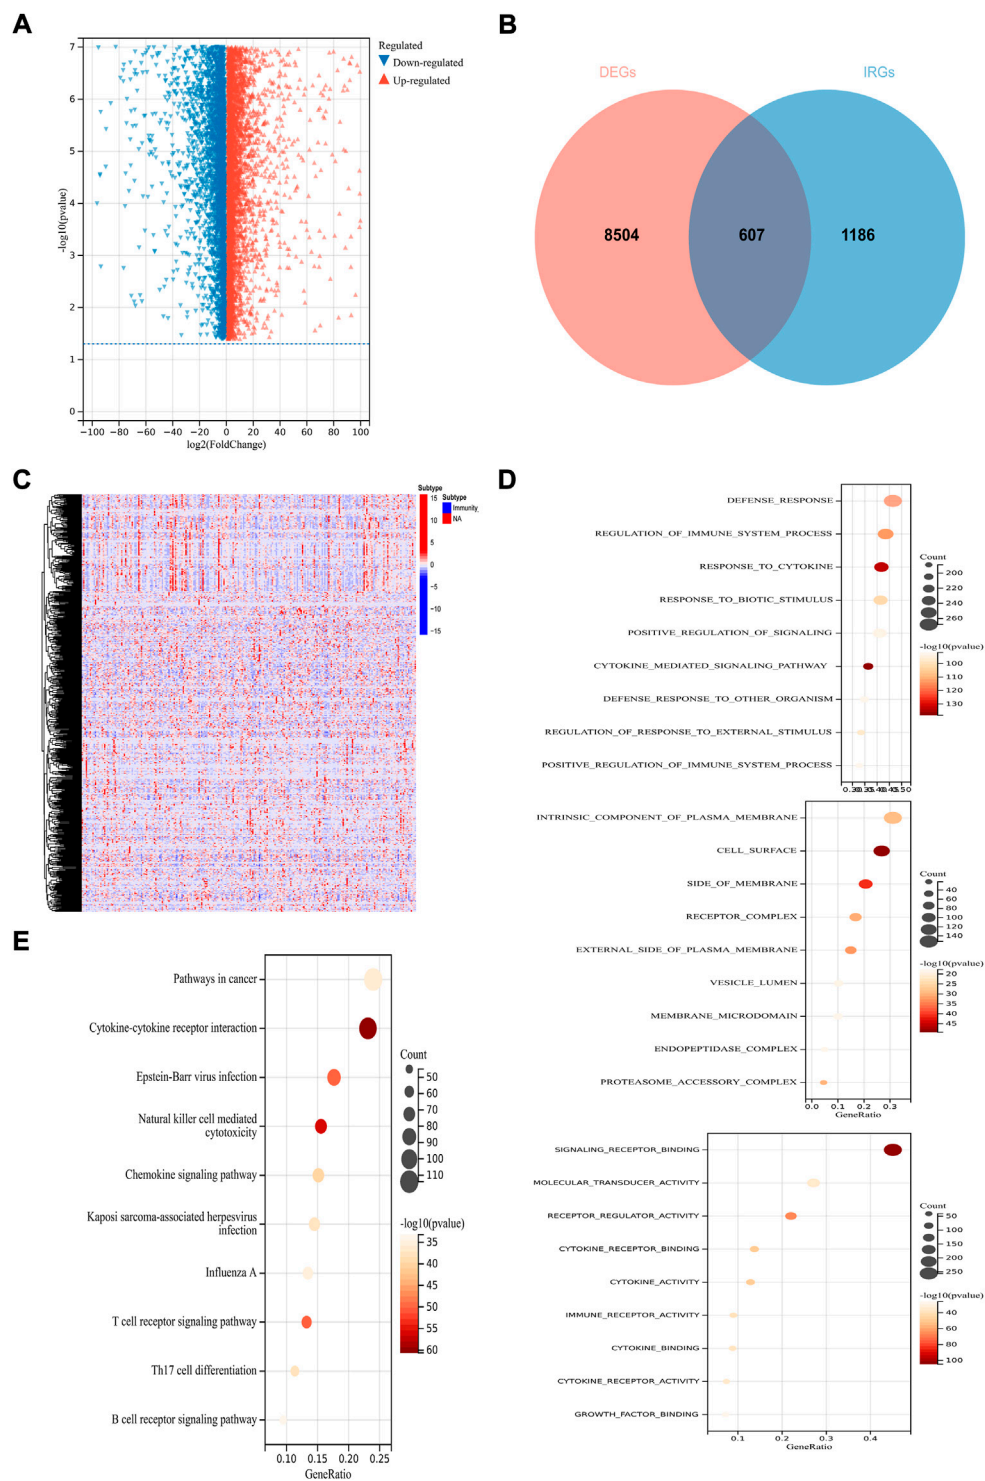 A
7
6
5
4
3
2
1
0
-log10(pvalue)
−100 −80 −60 −40 −20 0 20 40 60 80 100
log2(FoldChange)
Regulated
Down-regulated
Up-regulated
B
DEGs
IRGs
8504
607
1186
C
Subtype
15
10
5
0
−5
−10
−15
Subtype
Immunity
NA
D
DEFENSE_RESPONSE
REGULATION_OF_IMMUNE_SYSTEM_PROCESS
RESPONSE_TO_CYTOKINE
RESPONSE_TO_BIOTIC_STIMULUS
POSITIVE_REGULATION_OF_SIGNALING
CYTOKINE_MEDIATED_SIGNALING_PATHWAY
DEFENSE_RESPONSE_TO_OTHER_ORGANISM
REGULATION_OF_RESPONSE_TO_EXTERNAL_STIMULUS
POSITIVE_REGULATION_OF_IMMUNE_SYSTEM_PROCESS
Count
200
220
240
260
-log10(pvalue)
100
110
120
130
INTRINSIC_COMPONENT_OF_PLASMA_MEMBRANE
CELL_SURFACE
SIDE_OF_MEMBRANE
RECEPTOR_COMPLEX
EXTERNAL_SIDE_OF_PLASMA_MEMBRANE
VESICLE_LUMEN
MEMBRANE_MICRODOMAIN
ENDOPEPTIDASE_COMPLEX
PROTEASOME_ACCESSORY_COMPLEX
0.0 0.1 0.2 0.3
GeneRatio
Count
40
60
80
100
120
140
-log10(pvalue)
20
25
30
35
40
45
SIGNALING_RECEPTOR_BINDING
MOLECULAR_TRANSDUCER_ACTIVITY
RECEPTOR_REGULATOR_ACTIVITY
CYTOKINE_RECEPTOR_BINDING
CYTOKINE_ACTIVITY
IMMUNE_RECEPTOR_ACTIVITY
CYTOKINE_BINDING
CYTOKINE_RECEPTOR_ACTIVITY
GROWTH_FACTOR_BINDING
0.1 0.2 0.3 0.4
GeneRatio
Count
50
100
150
200
250
-log10(pvalue)
40
60
80
100
E
Pathways in cancer
Cytokine-cytokine receptor interaction
Epstein-Barr virus infection
Natural killer cell mediated
cytotoxicity
Chemokine signaling pathway
Kaposi sarcoma-associated herpesvirus
infection
Influenza A
T cell receptor signaling pathway
Th17 cell differentiation
B cell receptor signaling pathway
0.10 0.15 0.20 0.25
GeneRatio
Count
50
60
70
80
90
100
110
-log10(pvalue)
35
40
45
50
55
60